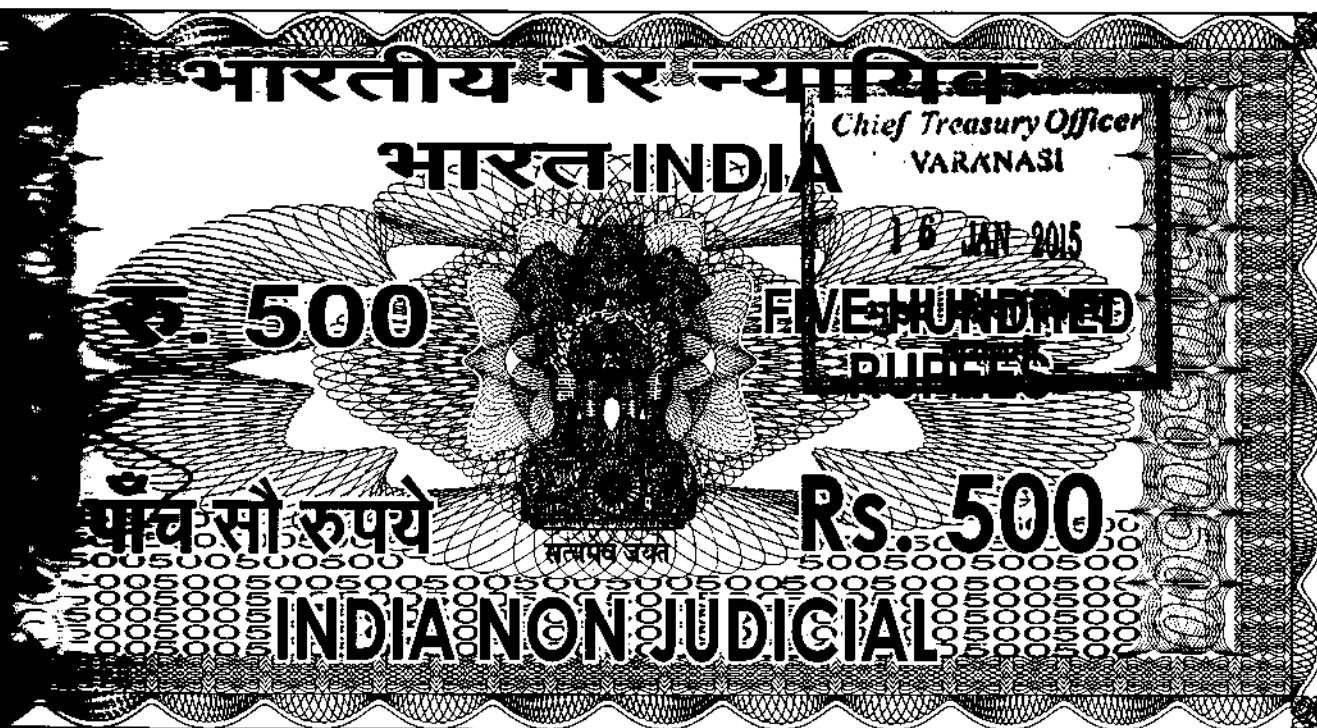 भारतीय गैर न्यायिक
Chief Treasury Officer
VARANASI
भारत INDIA
16 JAN 2015
रु. 500
FIVE HUNDRED
RUPEES
पाँच सौ रुपये
Rs. 500
सत्यमेव जयते
INDIA NON JUDICIAL